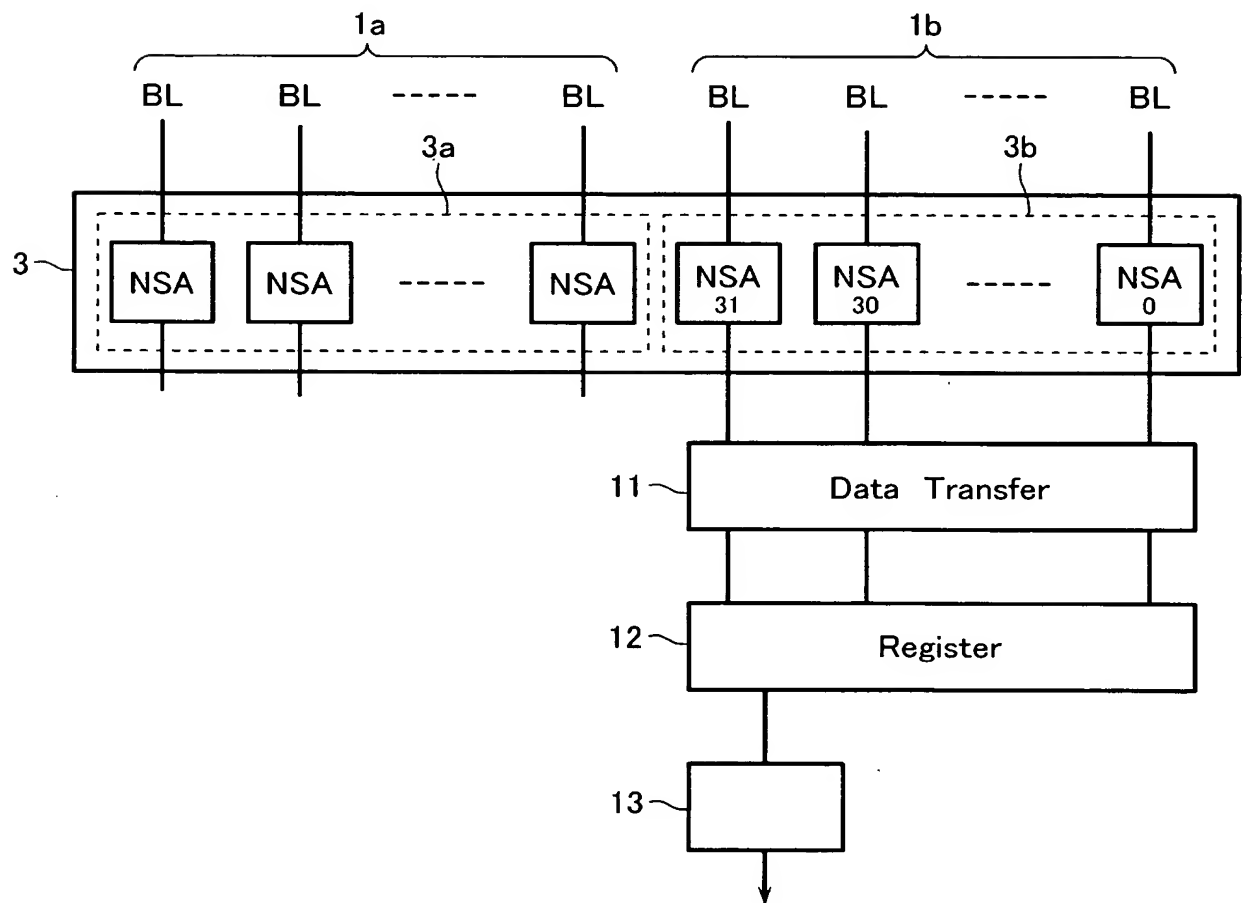 1a 1b
BL BL ----- BL BL BL ----- BL
3a 3b
3 NSA NSA ----- NSA NSA 31 NSA 30 ----- NSA 0
11 Data Transfer
12 Register
13